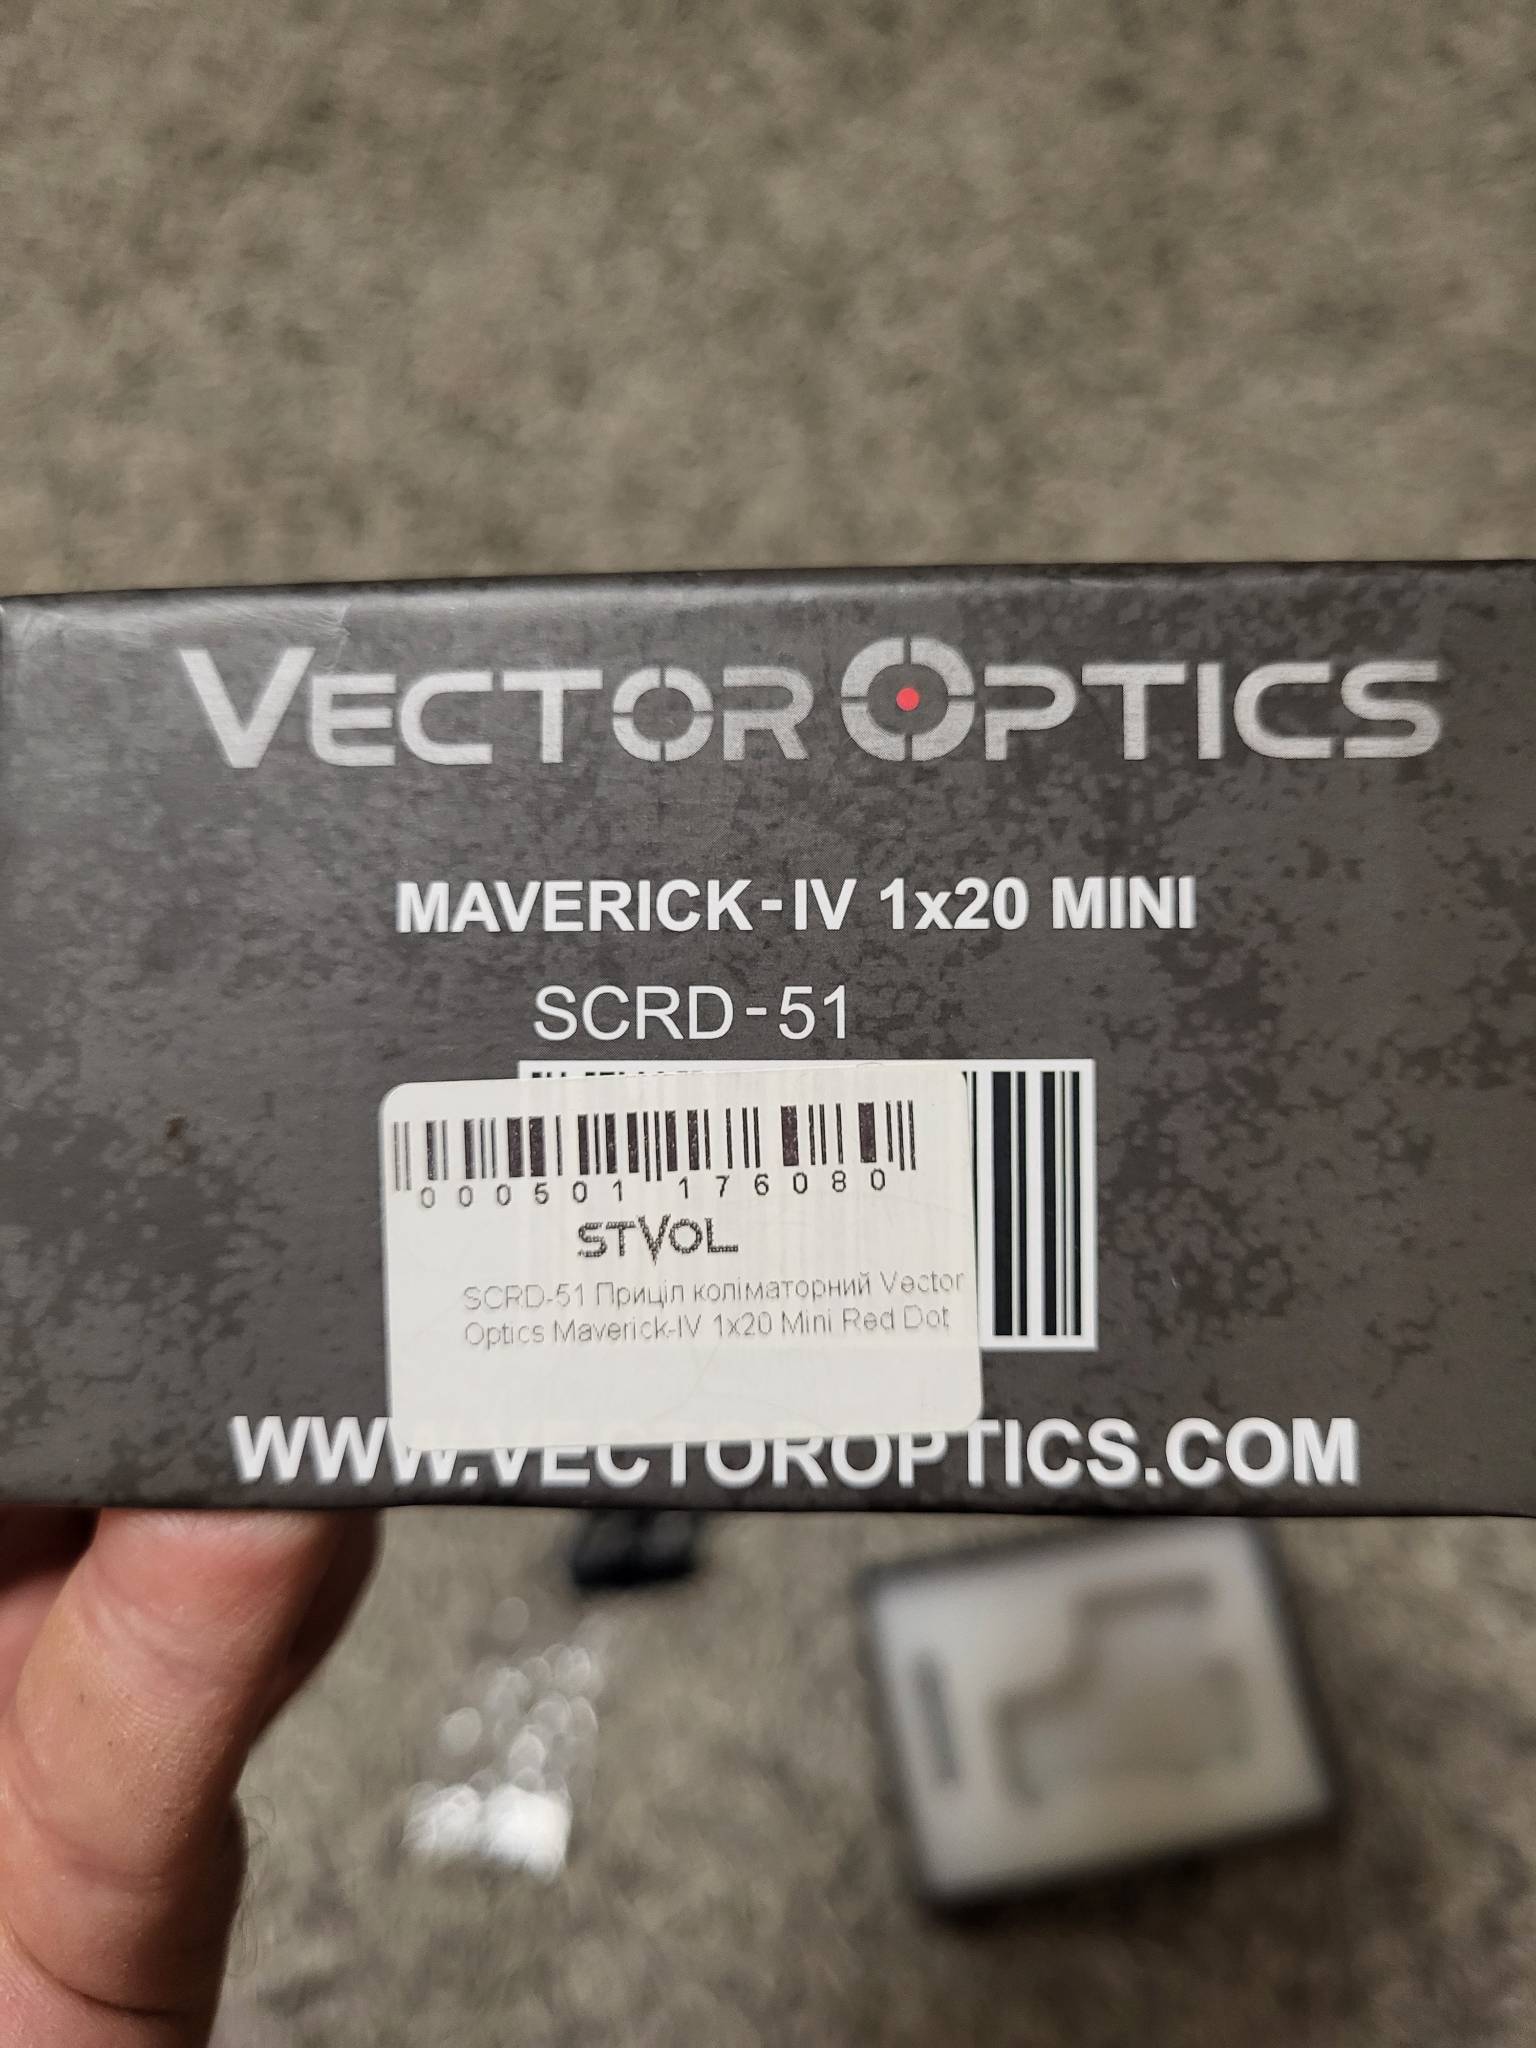 VECTOR OPTICS
MAVERICK-IV 1x20 MINI
SCRD-51
000501 176080
STVOL
SCRD-51 Приціл коліматорний Vector
Optics Maverick-IV 1x20 Mini Red Dot
WWW.VECTOROPTICS.COM